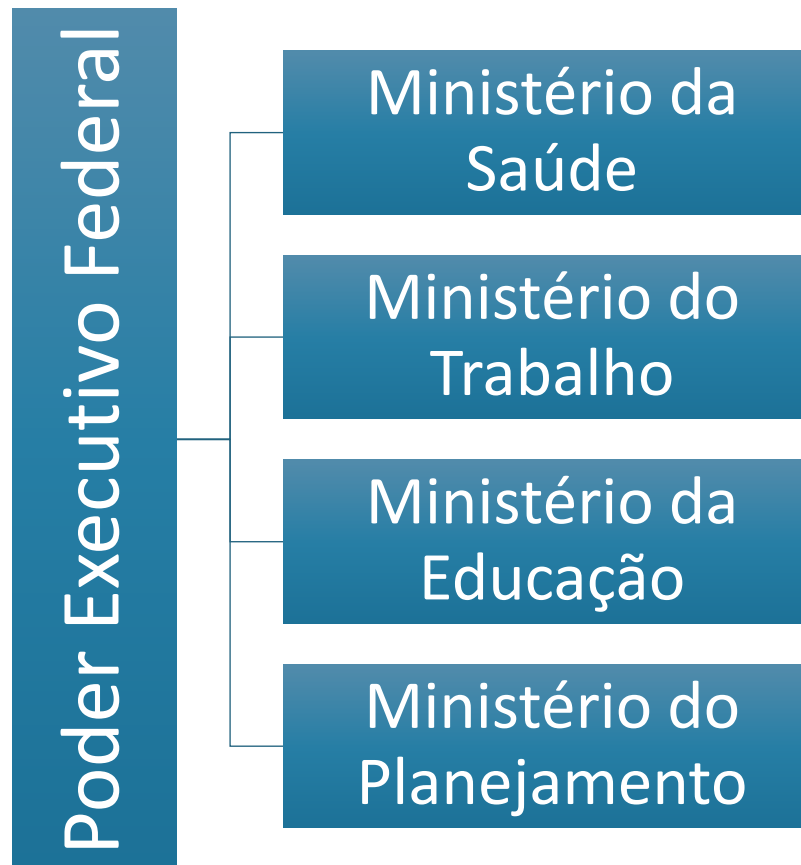 Poder Executivo Federal
Ministério da
Saúde
Ministério do
Trabalho
Ministério da
Educação
Ministério do
Planejamento